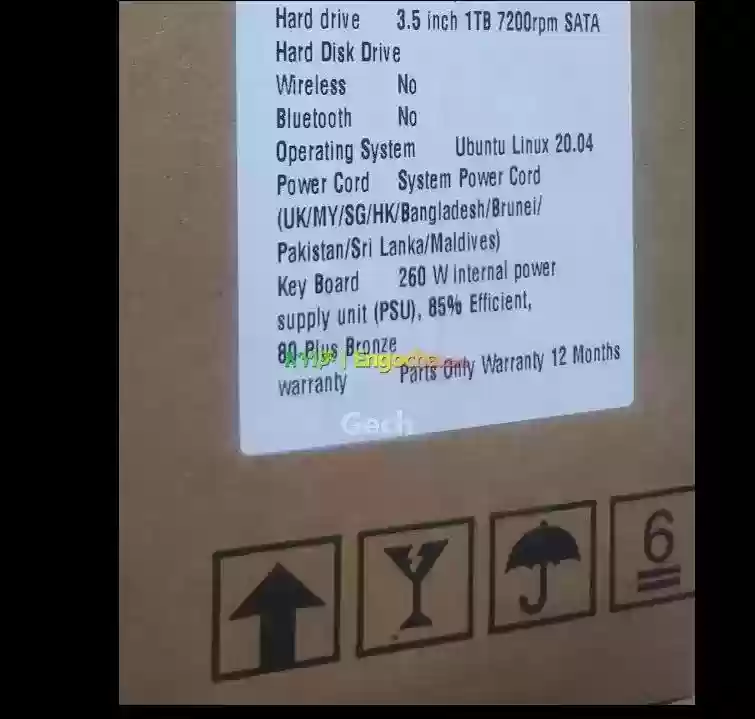 Hard drive 3.5 inch 1TB 7200rpm SATA
Hard Disk Drive
Wireless No
Bluetooth No
Operating System Ubuntu Linux 20.04
Power Cord System Power Cord
(UK/MY/SG/HK/Bangladesh/Brunei/
Pakistan/Sri Lanka/Maldives)
Key Board 260 W internal power
supply unit (PSU), 85% Efficient,
80 Plus Bronze
| Engocha
warranty Parts Only Warranty 12 Months
Gech
6